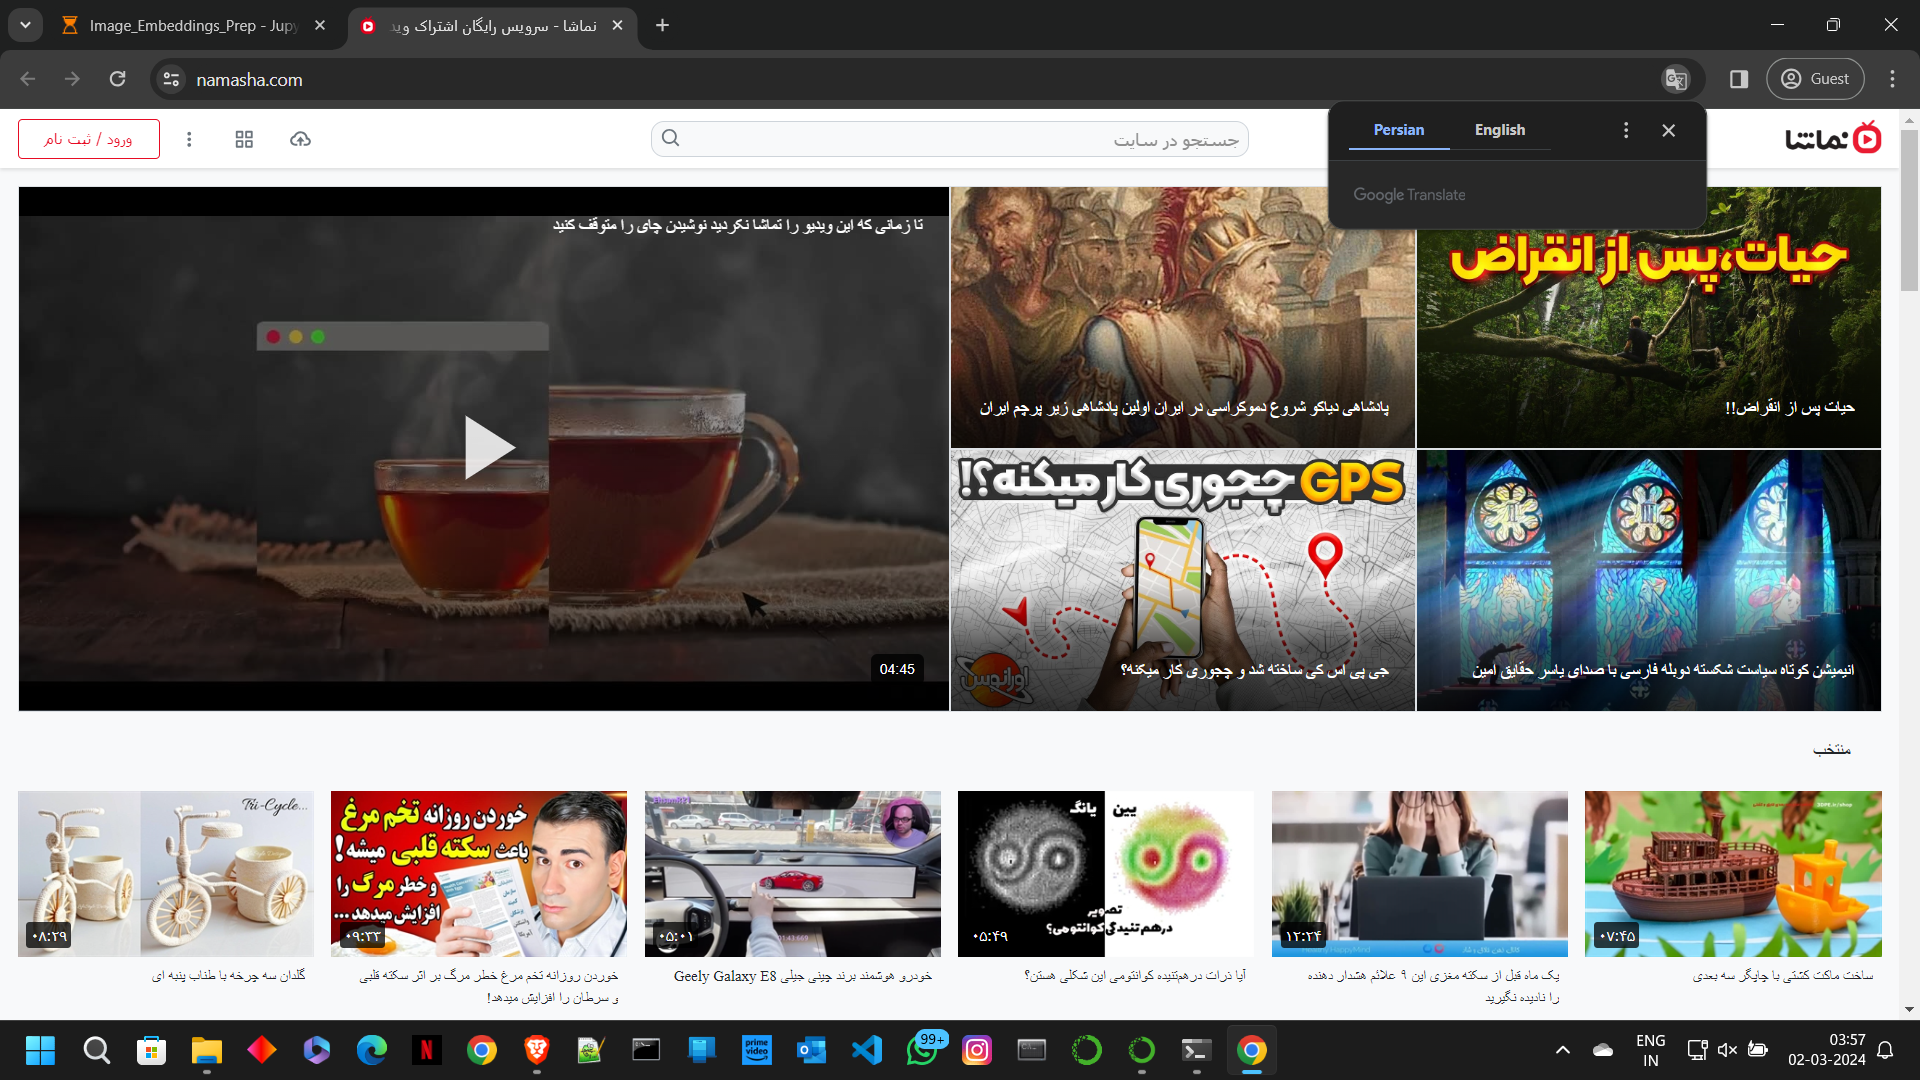 Image_Embeddings_Prep - Jup
نماشا - سرویس رایگان اشتراک وید
namasha.com
Guest
ورود / ثبت نام
جستجو در سایت
Persian
English
Google Translate
نماشا
تا زمانی که این ویدیو را تماشا نکردید نوشیدن چای را متوقف کنید
04:45
پادشاهی دیاکو شروع دموکراسی در ایران اولین پادشاهی زیر پرچم ایران
حیات،پس از انقراض
حیات پس از انقراض!!
GPS چجوری کار میکنه؟!
اورانوس
جی پی اس کی ساخته شد و چجوری کار میکنه؟
انیمیشن کوتاه سیاست شکسته دوبله فارسی با صدای یاسر حقایق امین
منتخب
ساخت ماکت کشتی با چاپگر سه بعدی
۰۷:۴۵
۱۲:۲۴
یک ماه قبل از سکته مغزی این ۹ علائم هشدار دهنده
را نادیده نگیرید
یانگ
یین
تصویر
درهم‌تنیدگی کوانتومی؟
۰۵:۴۹
آیا ذرات درهم‌تنیده کوانتومی این شکلی هستن؟
۰۵:۰۱
خودرو هوشمند برند چینی جیلی Geely Galaxy E8
خوردن روزانه تخم مرغ
باعث سکته قلبی میشه!
و خطر مرگ را
افزایش میدهد...
۰۹:۳۳
خوردن روزانه تخم مرغ خطر مرگ بر اثر سکته قلبی
و سرطان را افزایش میدهد!
Tri-Cycle...
۰۸:۲۹
گلدان سه چرخه با طناب پنبه ای
prime video
99+
ENG
IN
03:57
02-03-2024